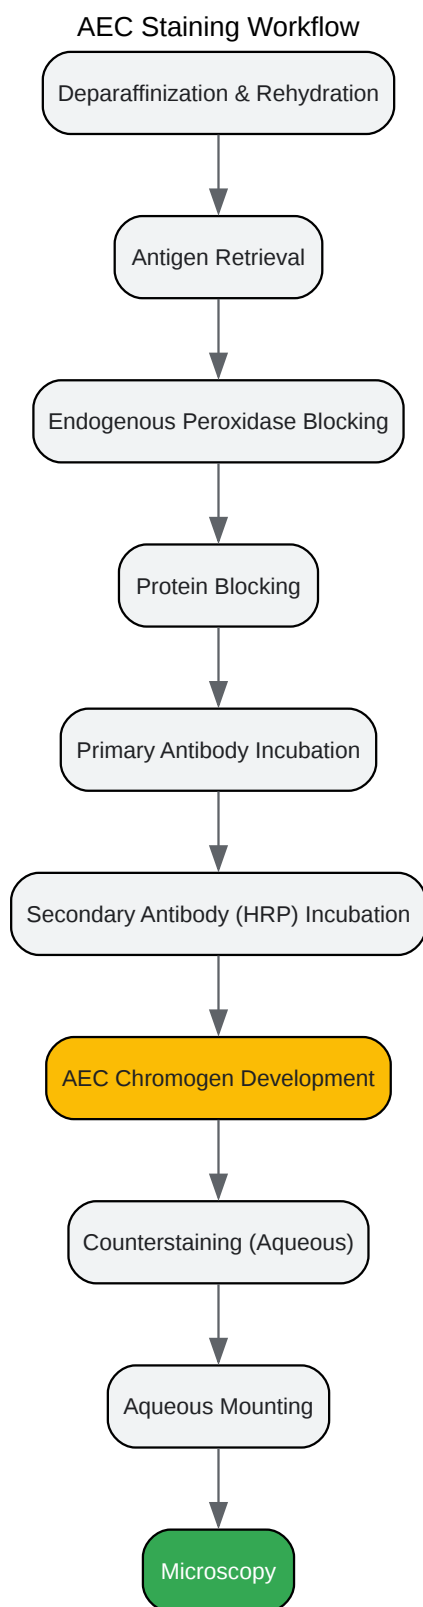 AEC Staining Workflow
Deparaffinization & Rehydration
Antigen Retrieval
Endogenous Peroxidase Blocking
Protein Blocking
Primary Antibody Incubation
Secondary Antibody (HRP) Incubation
AEC Chromogen Development
Counterstaining (Aqueous)
Aqueous Mounting
Microscopy